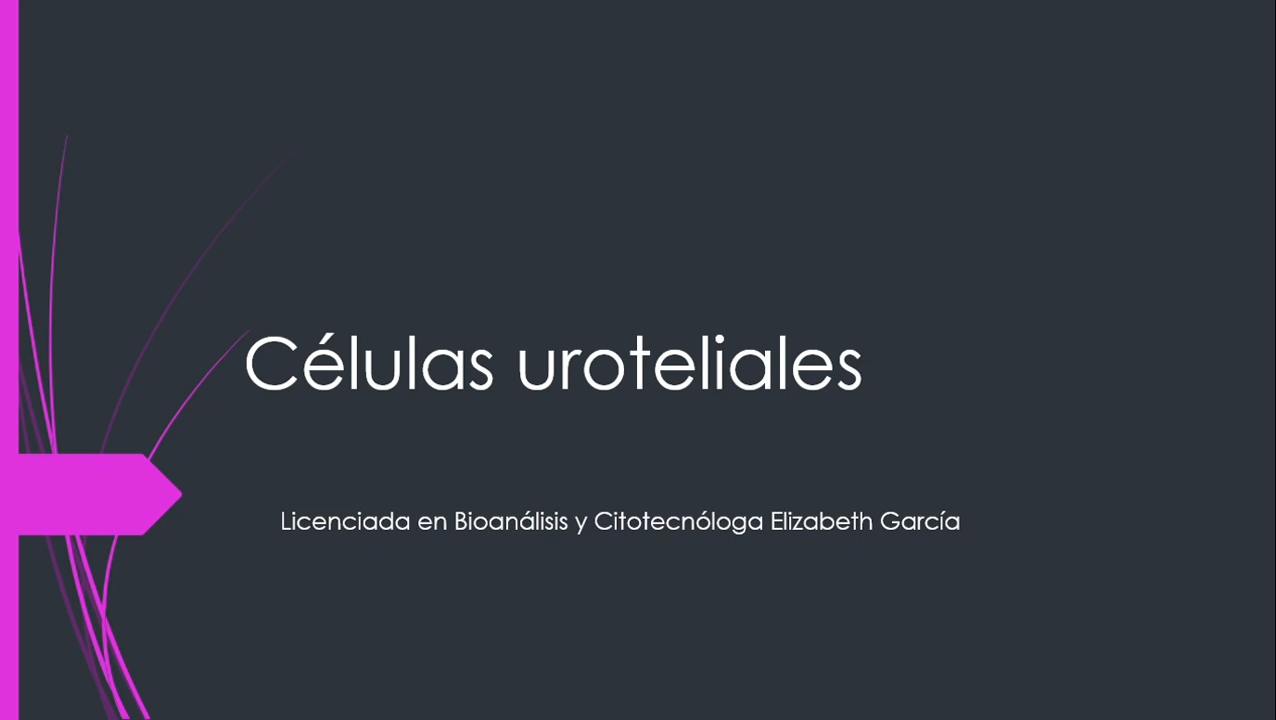 Células uroteliales
Licenciada en Bioanálisis y Citotecnóloga Elizabeth García